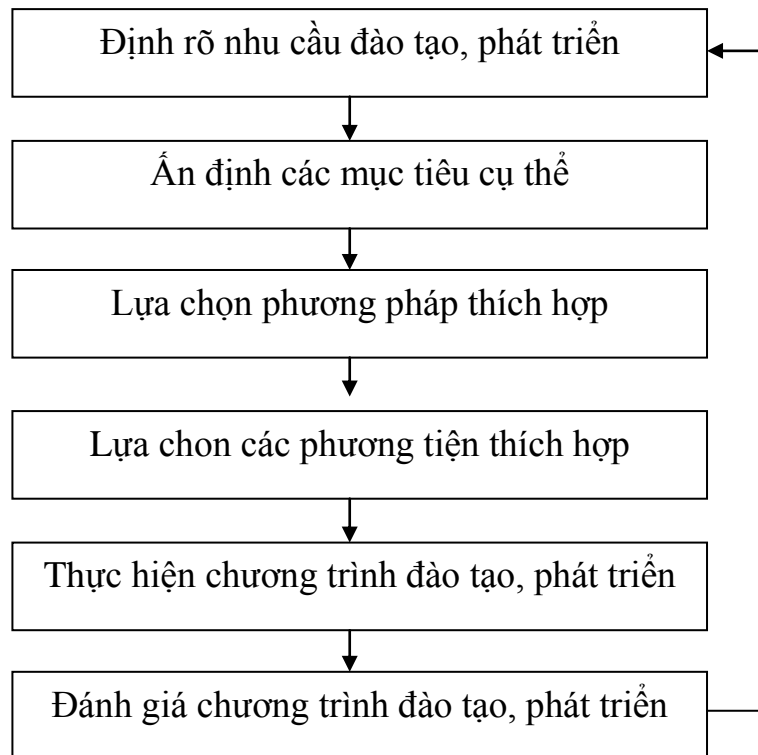 Định rõ nhu cầu đào tạo, phát triển
Ấn định các mục tiêu cụ thể
Lựa chọn phương pháp thích hợp
Lựa chon các phương tiện thích hợp
Thực hiện chương trình đào tạo, phát triển
Đánh giá chương trình đào tạo, phát triển